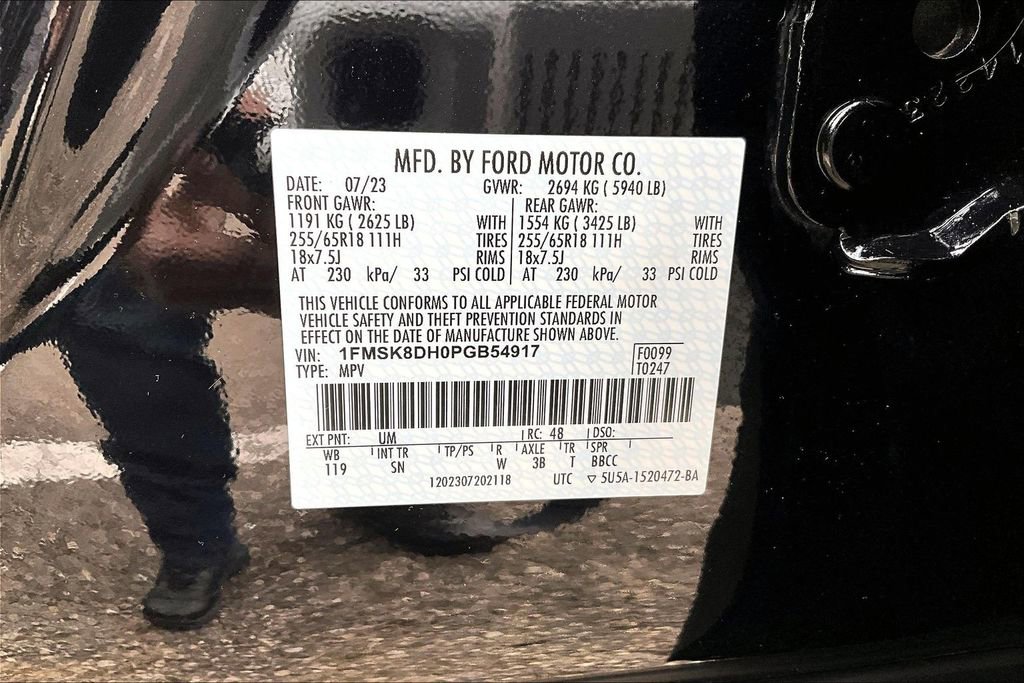 MFD. BY FORD MOTOR CO.
DATE: 07/23 GVWR: 2694 KG ( 5940 LB)
FRONT GAWR: REAR GAWR:
1191 KG ( 2625 LB) WITH 1554 KG ( 3425 LB) WITH
255/65R18 111H TIRES 255/65R18 111H TIRES
18x7.5J RIMS 18x7.5J RIMS
AT 230 kPa/ 33 PSI COLD AT 230 kPa/ 33 PSI COLD
THIS VEHICLE CONFORMS TO ALL APPLICABLE FEDERAL MOTOR
VEHICLE SAFETY AND THEFT PREVENTION STANDARDS IN
EFFECT ON THE DATE OF MANUFACTURE SHOWN ABOVE.
VIN: 1FMSK8DH0PGB54917 F0099
TYPE: MPV T0247
EXT PNT: UM RC: 48 DSO:
WB INT TR TP/PS R AXLE TR SPR
119 SN W 3B T BBCC
1202307202118 UTC ▽ 5U5A-1520472-BA